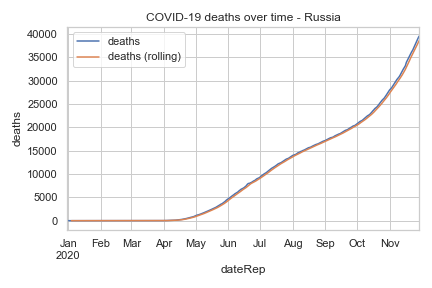 COVID-19 deaths over time - Russia
deaths
deaths (rolling)
40000
35000
30000
25000
20000
15000
10000
5000
0
deaths
Jan Feb Mar Apr May Jun Jul Aug Sep Oct Nov
2020
dateRep